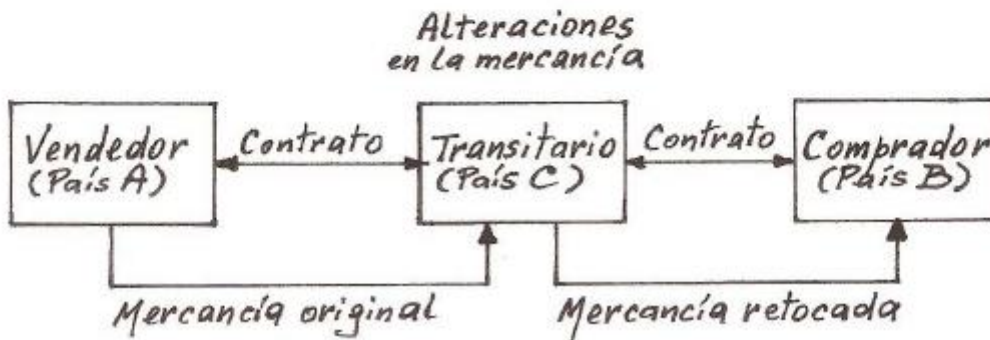 Alteraciones
en la mercancía
Vendedor
(País A)
Contrato
Transitario
(País C)
Contrato
Comprador
(País B)
Mercancía original
Mercancía retocada